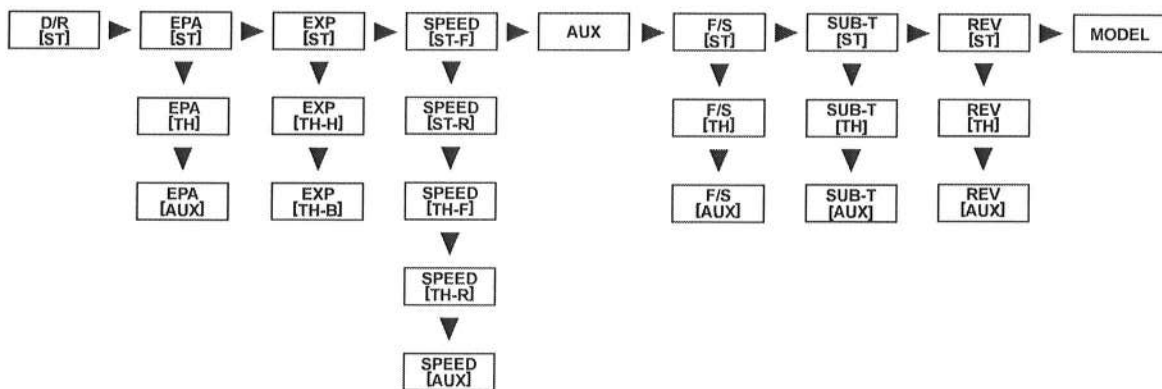 D/R
[ST]
EPA
[ST]
EXP
[ST]
SPEED
[ST-F]
AUX
F/S
[ST]
SUB-T
[ST]
REV
[ST]
MODEL
EPA
[TH]
EXP
[TH-H]
SPEED
[ST-R]
F/S
[TH]
SUB-T
[TH]
REV
[TH]
EPA
[AUX]
EXP
[TH-B]
SPEED
[TH-F]
F/S
[AUX]
SUB-T
[AUX]
REV
[AUX]
SPEED
[TH-R]
SPEED
[AUX]